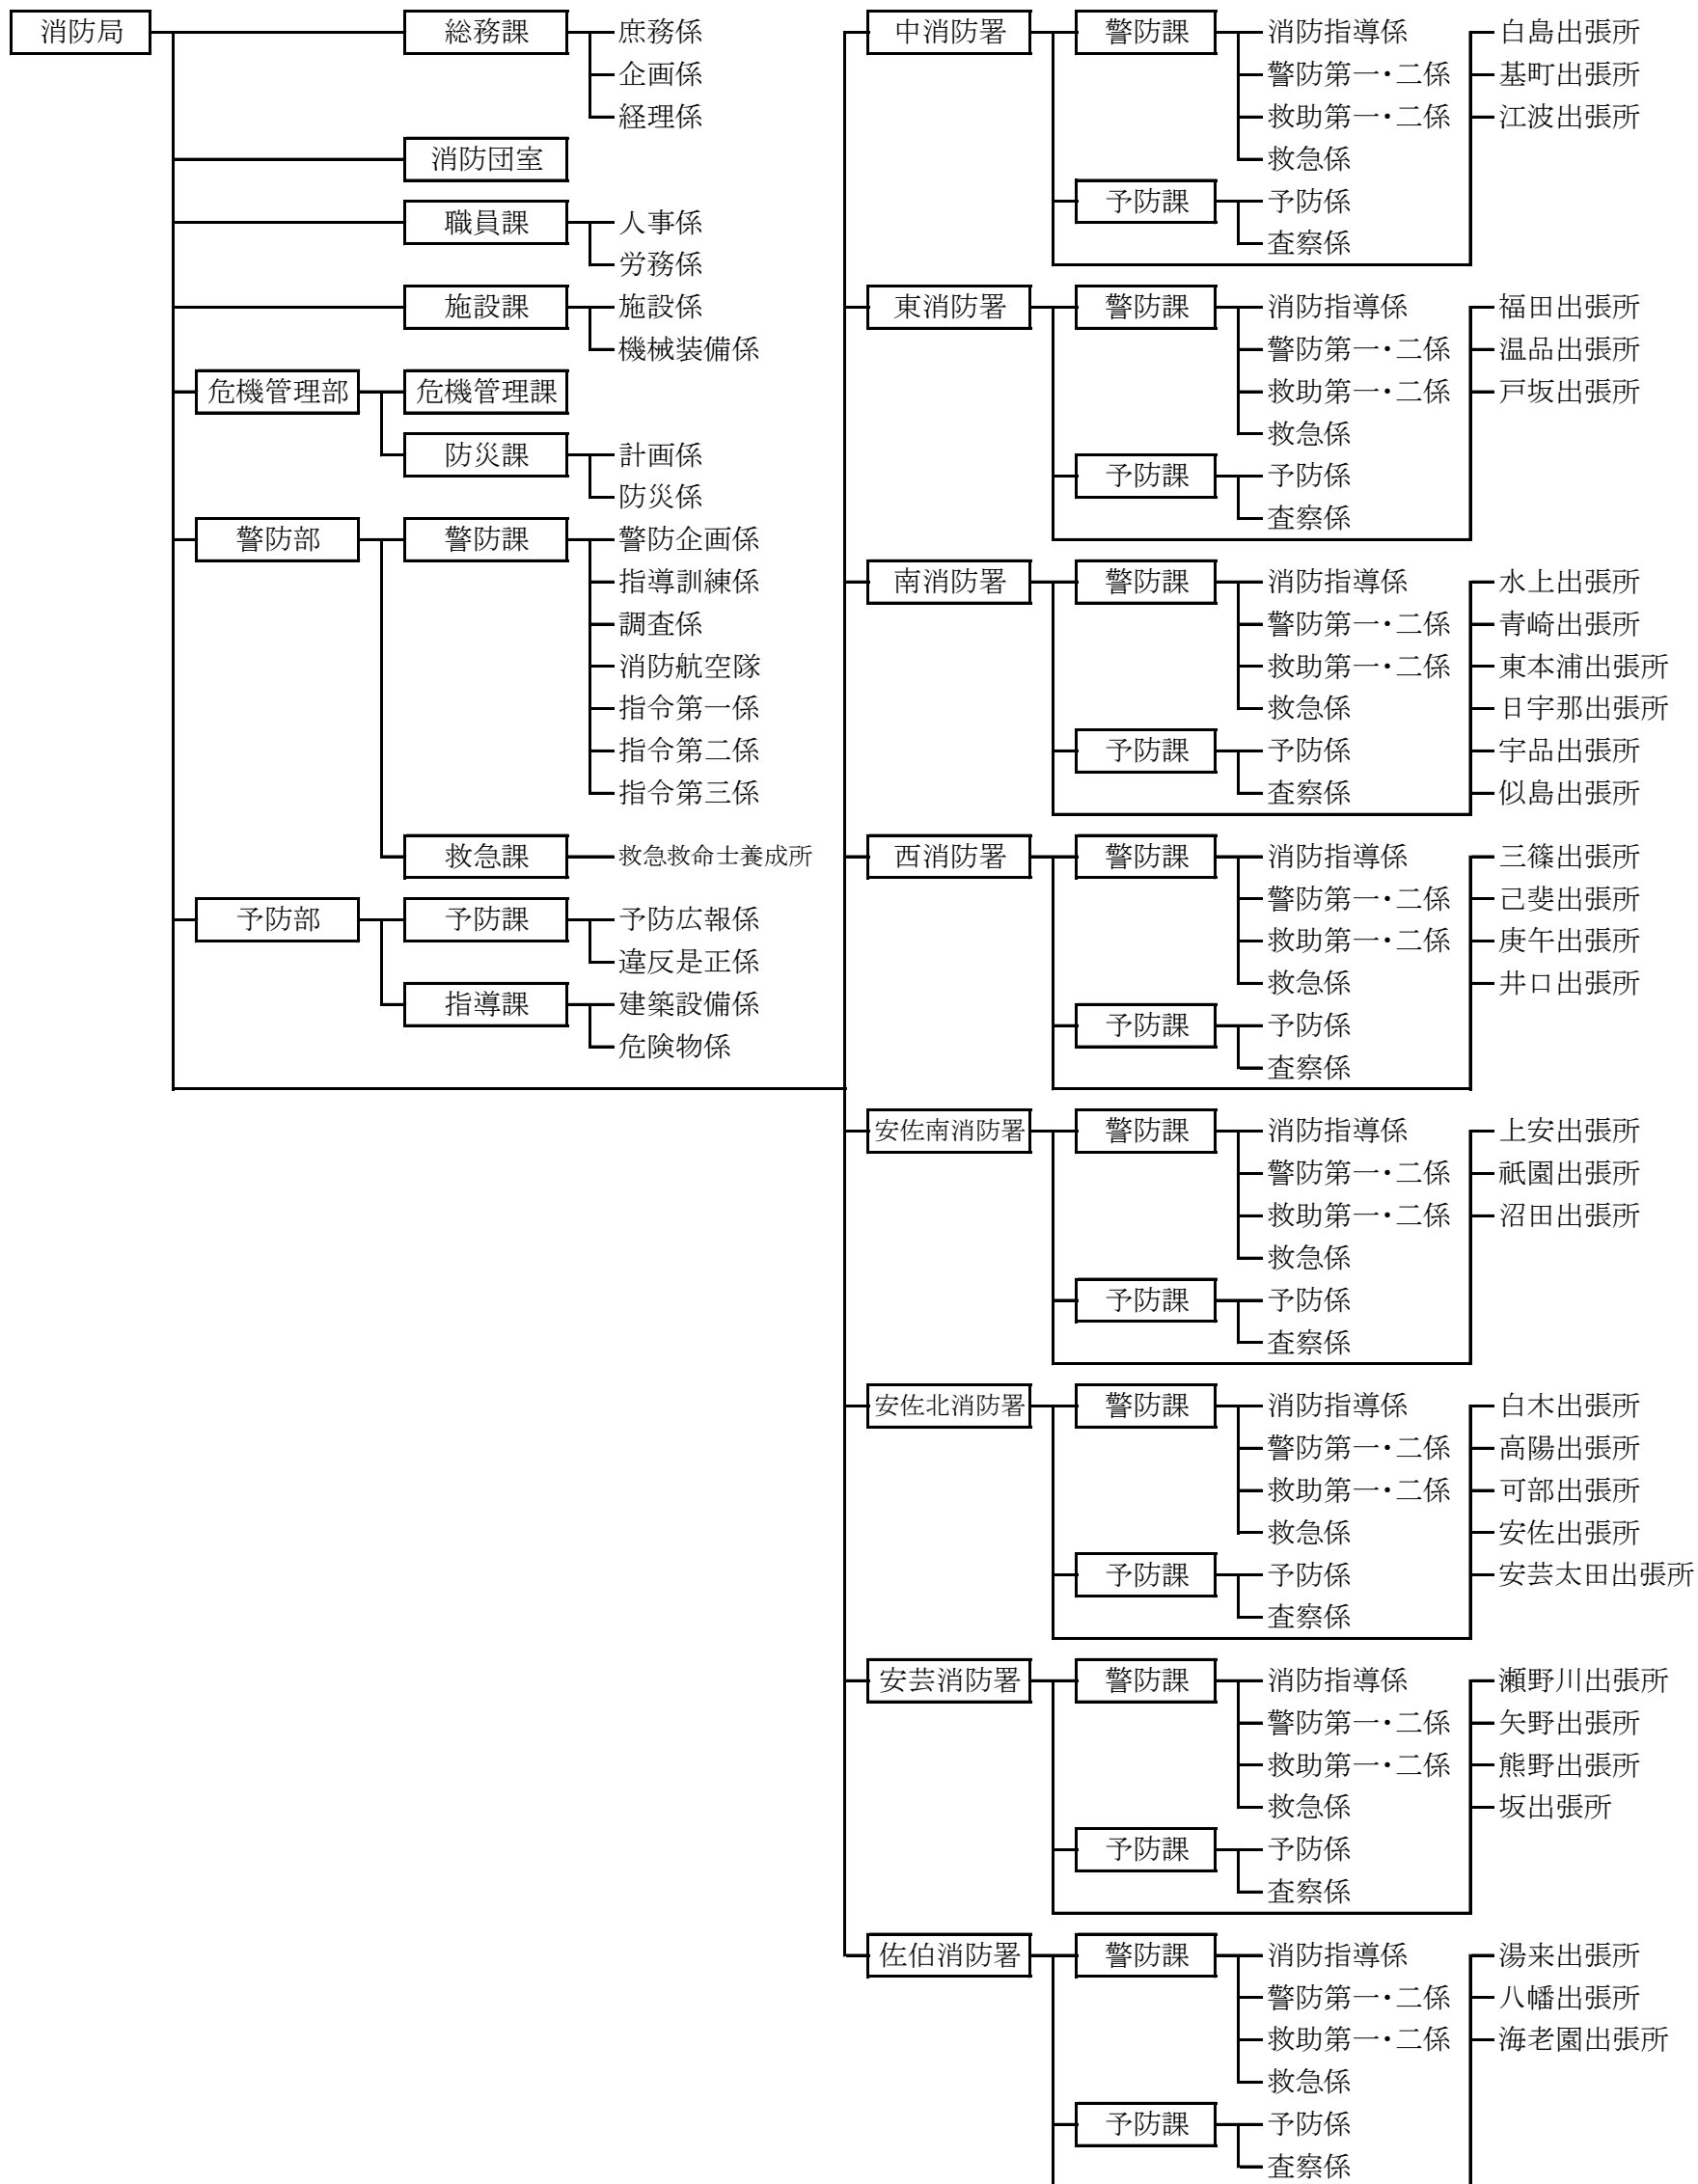 消防局
総務課
庶務係
企画係
経理係
消防団室
職員課
人事係
労務係
施設課
施設係
機械装備係
危機管理部
危機管理課
防災課
計画係
防災係
警防部
警防課
警防企画係
指導訓練係
調査係
消防航空隊
指令第一係
指令第二係
指令第三係
救急課
救急救命士養成所
予防部
予防課
予防広報係
違反是正係
指導課
建築設備係
危険物係
中消防署
警防課
消防指導係
警防第一・二係
救助第一・二係
救急係
予防課
予防係
査察係
白島出張所
基町出張所
江波出張所
東消防署
警防課
消防指導係
警防第一・二係
救助第一・二係
救急係
予防課
予防係
査察係
福田出張所
温品出張所
戸坂出張所
南消防署
警防課
消防指導係
警防第一・二係
救助第一・二係
救急係
予防課
予防係
査察係
水上出張所
青崎出張所
東本浦出張所
日宇那出張所
宇品出張所
似島出張所
西消防署
警防課
消防指導係
警防第一・二係
救助第一・二係
救急係
予防課
予防係
査察係
三篠出張所
己斐出張所
庚午出張所
井口出張所
安佐南消防署
警防課
消防指導係
警防第一・二係
救助第一・二係
救急係
予防課
予防係
査察係
上安出張所
祇園出張所
沼田出張所
安佐北消防署
警防課
消防指導係
警防第一・二係
救助第一・二係
救急係
予防課
予防係
査察係
白木出張所
高陽出張所
可部出張所
安佐出張所
安芸太田出張所
安芸消防署
警防課
消防指導係
警防第一・二係
救助第一・二係
救急係
予防課
予防係
査察係
瀬野川出張所
矢野出張所
熊野出張所
坂出張所
佐伯消防署
警防課
消防指導係
警防第一・二係
救助第一・二係
救急係
予防課
予防係
査察係
湯来出張所
八幡出張所
海老園出張所